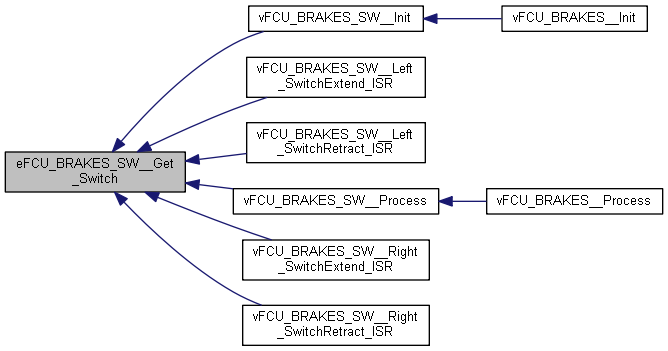 vFCU_BRAKES_SW__Init
vFCU_BRAKES__Init
vFCU_BRAKES_SW__Left
_SwitchExtend_ISR
vFCU_BRAKES_SW__Left
_SwitchRetract_ISR
eFCU_BRAKES_SW__Get
_Switch
vFCU_BRAKES_SW__Process
vFCU_BRAKES__Process
vFCU_BRAKES_SW__Right
_SwitchExtend_ISR
vFCU_BRAKES_SW__Right
_SwitchRetract_ISR